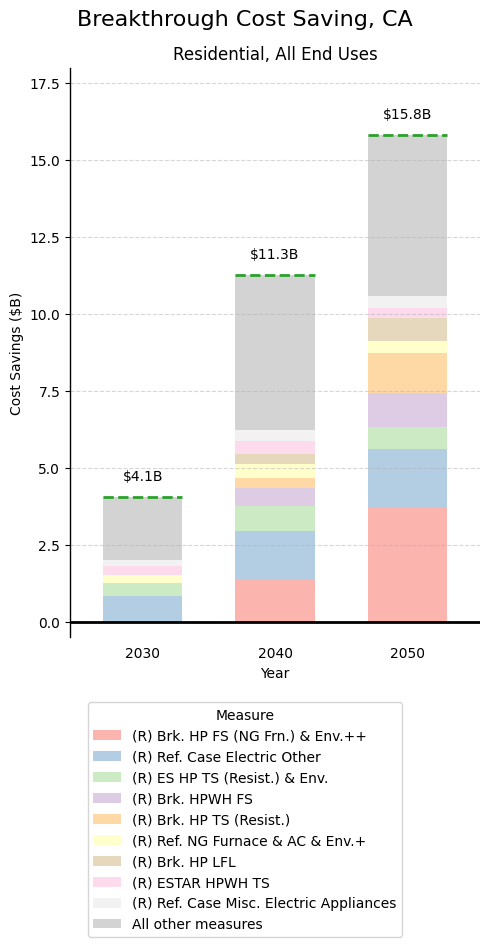 Breakthrough Cost Saving, CA
Residential, All End Uses
17.5
15.0
12.5
10.0
7.5
5.0
2.5
0.0
Cost Savings ($B)
$4.1B
$11.3B
$15.8B
2030
2040
2050
Year
Measure
(R) Brk. HP FS (NG Frn.) & Env.++
(R) Ref. Case Electric Other
(R) ES HP TS (Resist.) & Env.
(R) Brk. HPWH FS
(R) Brk. HP TS (Resist.)
(R) Ref. NG Furnace & AC & Env.+
(R) Brk. HP LFL
(R) ESTAR HPWH TS
(R) Ref. Case Misc. Electric Appliances
All other measures